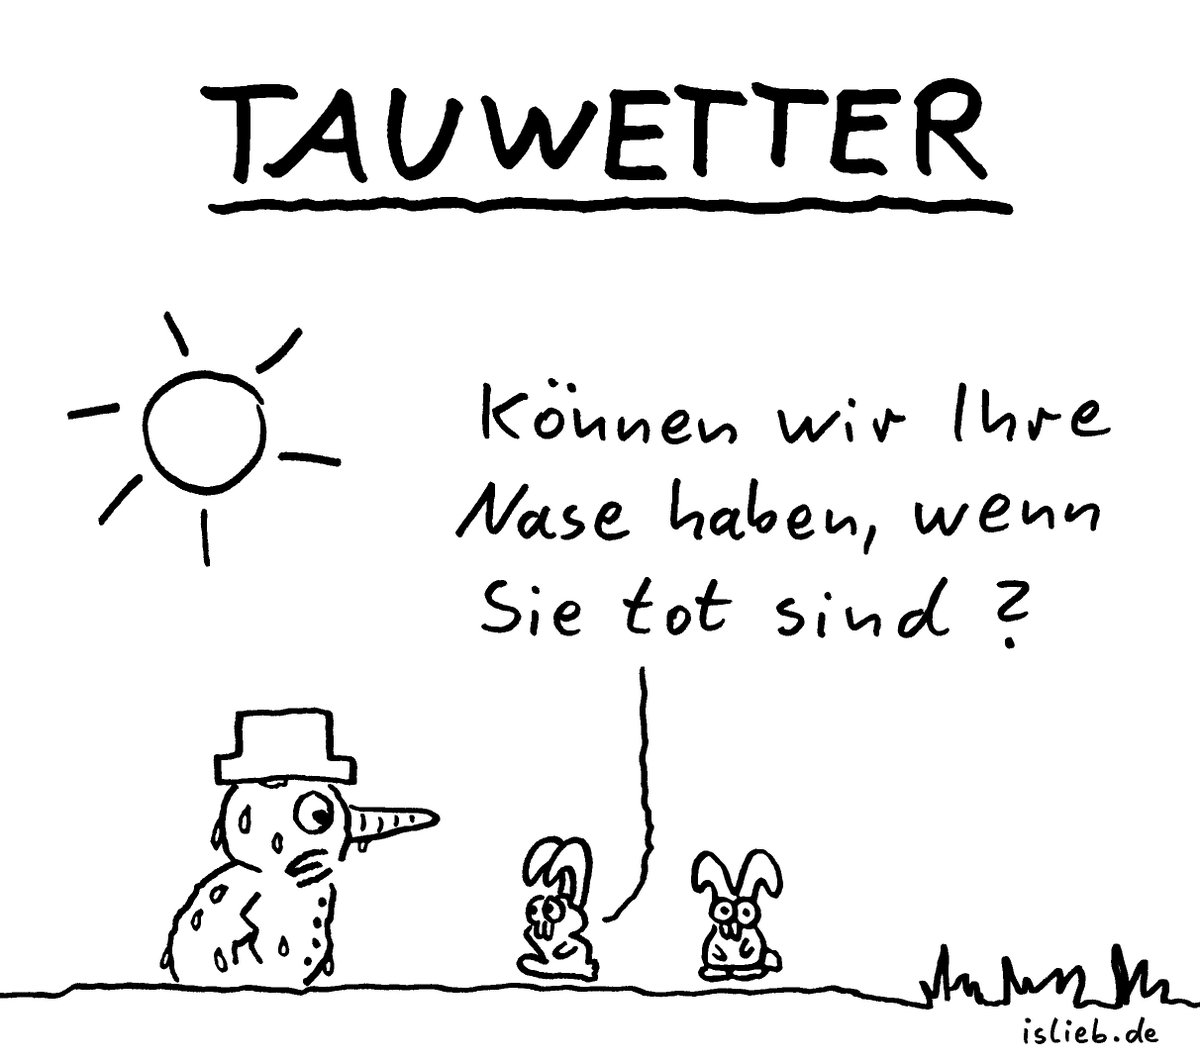 TAUWETTER
Können wir Ihre
Nase haben, wenn
Sie tot sind?
islieb.de